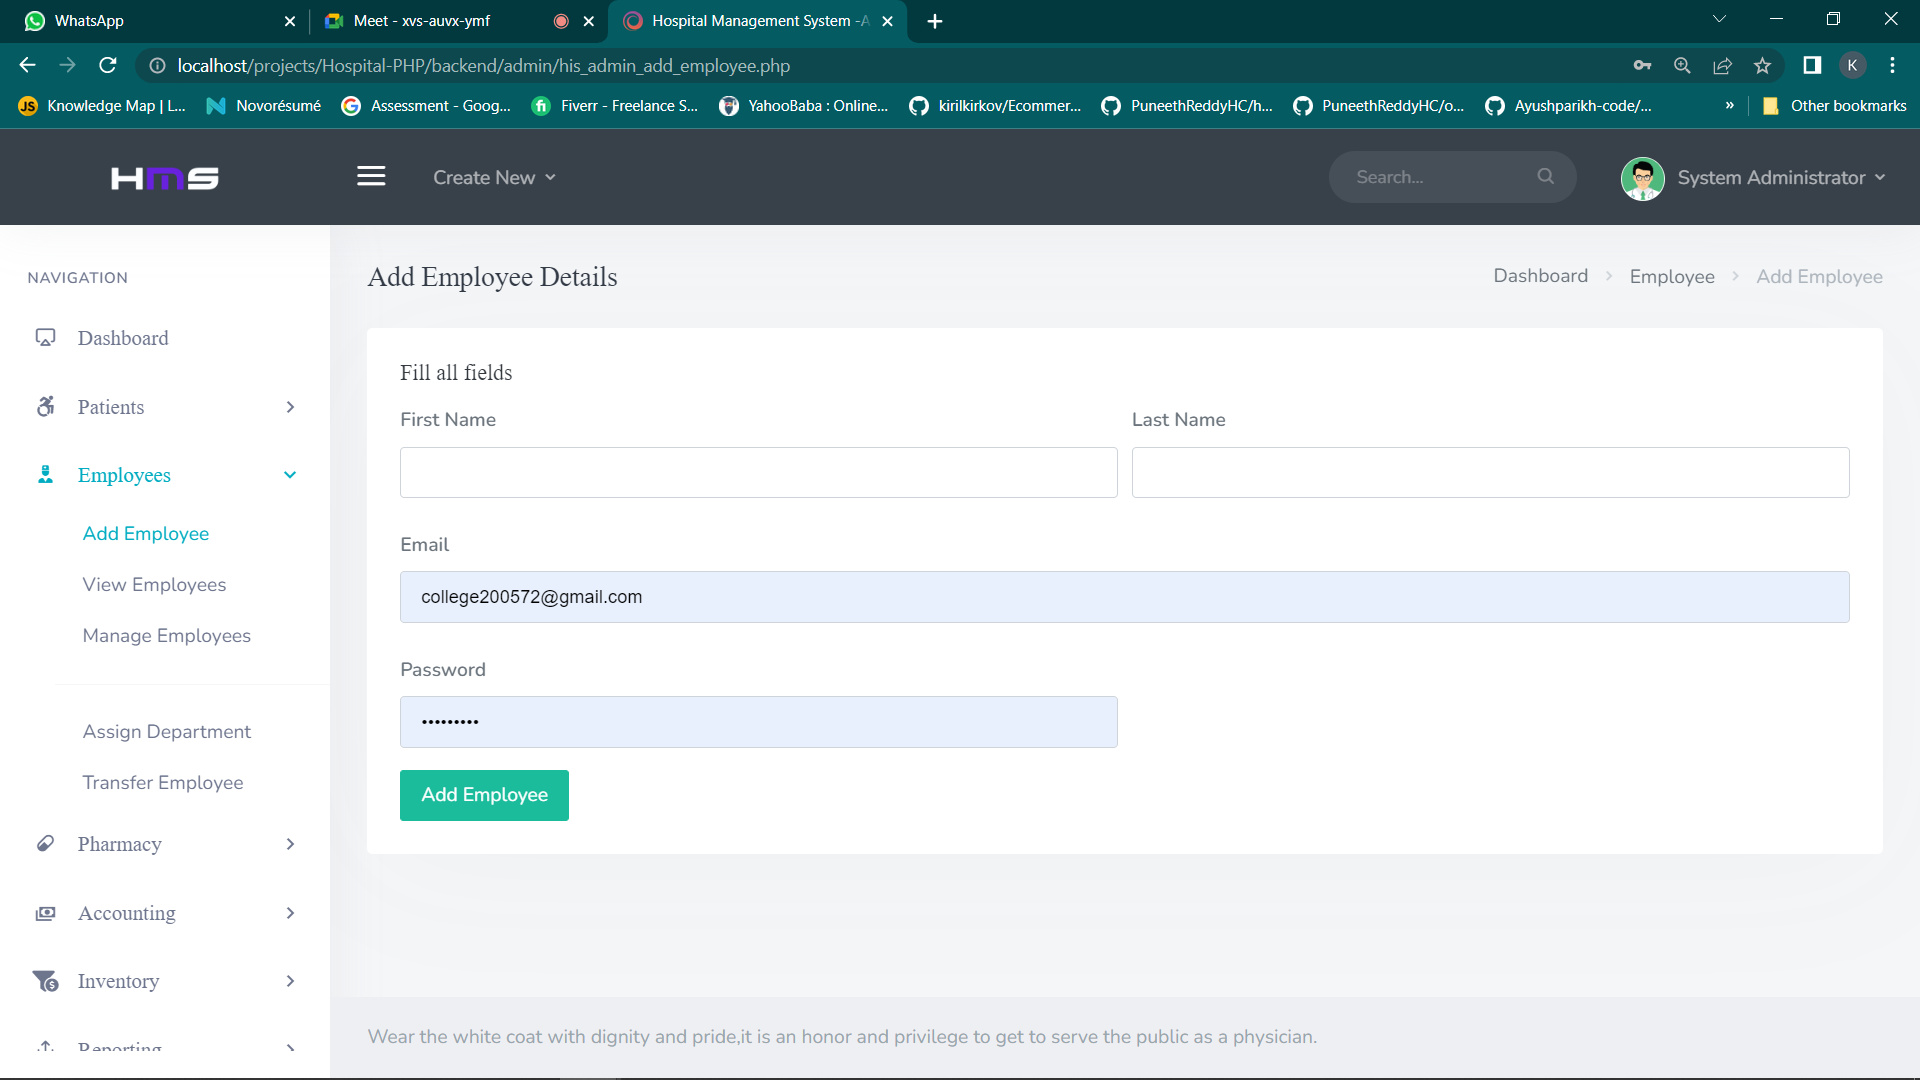 WhatsApp
Meet - xvs-auvx-ymf
Hospital Management System -A
localhost/projects/Hospital-PHP/backend/admin/his_admin_add_employee.php
K
JS Knowledge Map | L...
Novorésumé
Assessment - Goog...
fi Fiverr - Freelance S...
YahooBaba : Online...
kirilkirkov/Ecommer...
PuneethReddyHC/h...
PuneethReddyHC/o...
Ayushparikh-code/...
»
Other bookmarks
HMS
Create New
Search...
System Administrator
NAVIGATION
Dashboard
Patients
Employees
Add Employee
View Employees
Manage Employees
Assign Department
Transfer Employee
Pharmacy
Accounting
Inventory
Reporting
Add Employee Details
Dashboard > Employee > Add Employee
Fill all fields
First Name
Last Name
Email
college200572@gmail.com
Password
•••••••••
Add Employee
Wear the white coat with dignity and pride,it is an honor and privilege to get to serve the public as a physician.